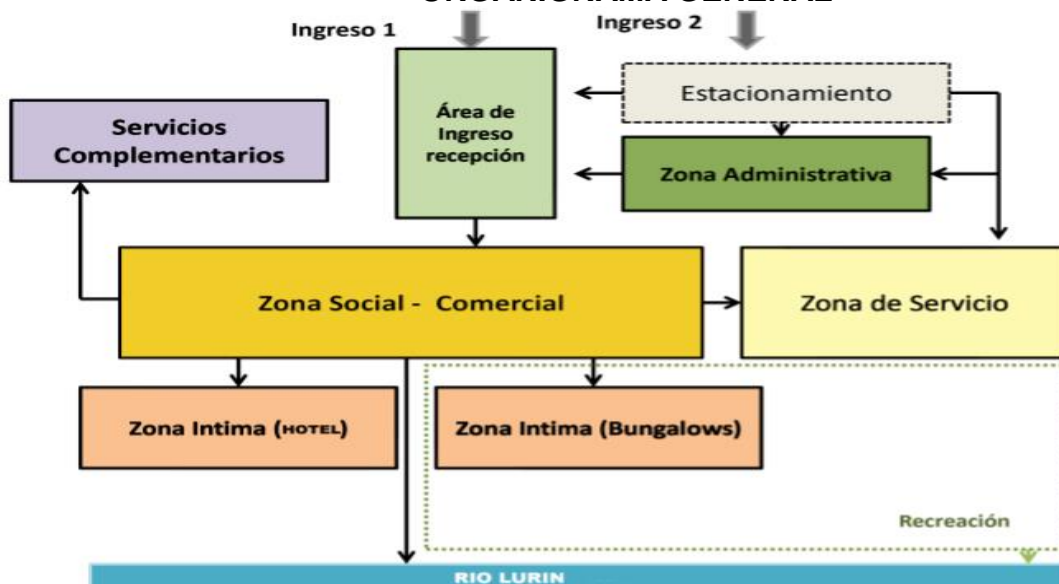 Ingreso 1
Ingreso 2
Estacionamiento
Área de
Ingreso
recepción
Servicios
Complementarios
Zona Administrativa
Zona Social - Comercial
Zona de Servicio
Zona Intima (HOTEL)
Zona Intima (Bungalows)
Recreación
RIO LURIN